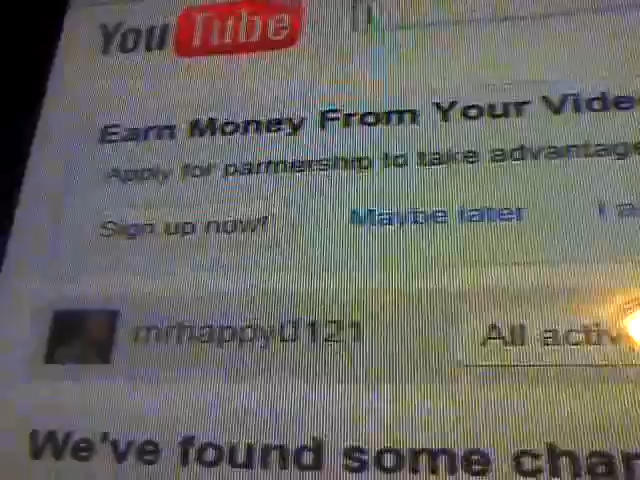 YouTube
Earn Money From Your Vide
Apply for partnership to take advantage
Sign up now! Maybe later I a
mrhappy0121 All activ
We've found some chan